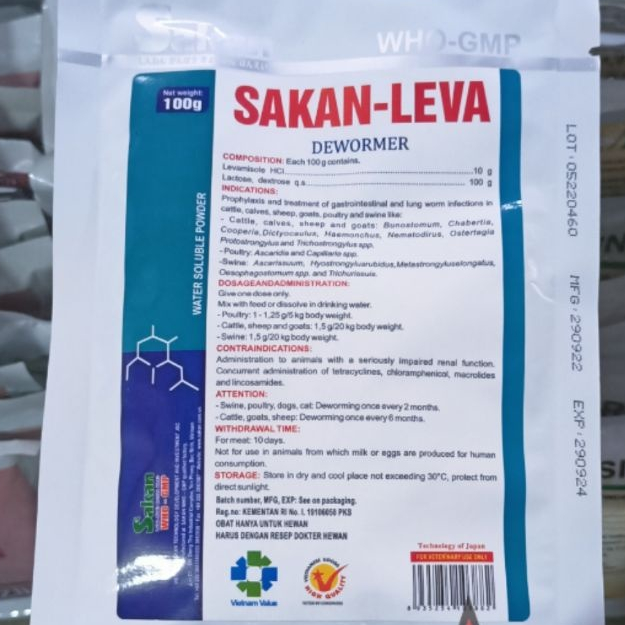 WHO-GMP
Net weight:
100g
SAKAN-LEVA
DEWORMER
COMPOSITION: Each 100 g contains.
Levamisole HCl.....10 g
Lactose, dextrose q.s.....100 g
INDICATIONS:
Prophylaxis and treatment of gastrointestinal and lung worm infections in
cattle, calves, sheep, goats, poultry and swine like:
- Cattle, calves, sheep and goats: Bunostomum, Chabertia,
Cooperia, Dictyocaulus, Haemonchus, Nematodirus, Ostertagia
Protostrongylus and Trichostrongylus spp.
-Poultry: Ascaridia and Capillaria spp.
-Swine: Ascarissuum, Hyostrongylusrubidus, Metastrongyluselongatus,
Oesophagostomum spp. and Trichurissuis.
DOSAGEANDADMINISTRATION:
Give one dose only.
Mix with feed or dissolve in drinking water.
- Poultry: 1 - 1,25 g/5 kg body weight.
- Cattle, sheep and goats: 1,5 g/20 kg body weight.
- Swine: 1,5 g/20 kg body weight.
CONTRAINDICATIONS:
Administration to animals with a seriously impaired renal function.
Concurrent administration of tetracyclines, chloramphenicol, macrolides
and lincosamides.
ATTENTION:
- Swine, poultry, dogs, cat: Deworming once every 2 months.
- Cattle, goats, sheep: Deworming once every 6 months.
WITHDRAWAL TIME:
For meat: 10 days.
Not for use in animals from which milk or eggs are produced for human
consumption.
STORAGE: Store in dry and cool place not exceeding 30°C, protect from
direct sunlight.
Batch number, MFG, EXP: See on packaging.
Reg.no: KEMENTAN RI No. I. 19106058 PKS
OBAT HANYA UNTUK HEWAN
HARUS DENGAN RESEP DOKTER HEWAN
WATER SOLUBLE POWDER
Sakan
WHO - GMP
Vietnam Value
HIGH QUALITY
Technology of Japan
FOR VETERINARY USE ONLY
LOT : 05220460
MFG : 290922
EXP : 290924